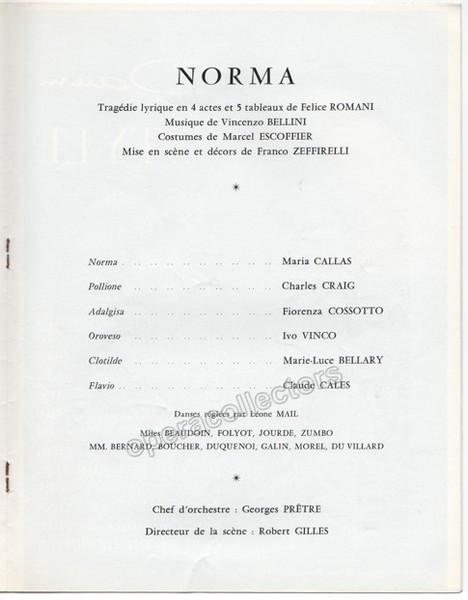 NORMA
Tragédie lyrique en 4 actes et 5 tableaux de Felice ROMANI
Musique de Vincenzo BELLINI
Costumes de Marcel ESCOFFIER
Mise en scène et décors de Franco ZEFFIRELLI
*
Norma . .. .. .. .. .. .. .. .. .. Maria CALLAS
Pollione .. .. .. .. .. .. .. .. .. Charles CRAIG
Adalgisa .. .. .. .. .. .. .. .. .. Fiorenza COSSOTTO
Oroveso .. .. .. .. .. .. .. .. .. Ivo VINCO
Clotilde .. .. .. .. .. .. .. .. .. Marie-Luce BELLARY
Flavio . .. .. .. .. .. .. .. .. .. Claude CALES
Danses réglées par Léone MAIL
Mlles BEAUDOIN, FOLYOT, JOURDE, ZUMBO
MM. BERNARD, BOUCHER, DUQUENOI, GALIN, MOREL, DU VILLARD
operacollectors
*
Chef d'orchestre : Georges PRÊTRE
Directeur de la scène : Robert GILLES